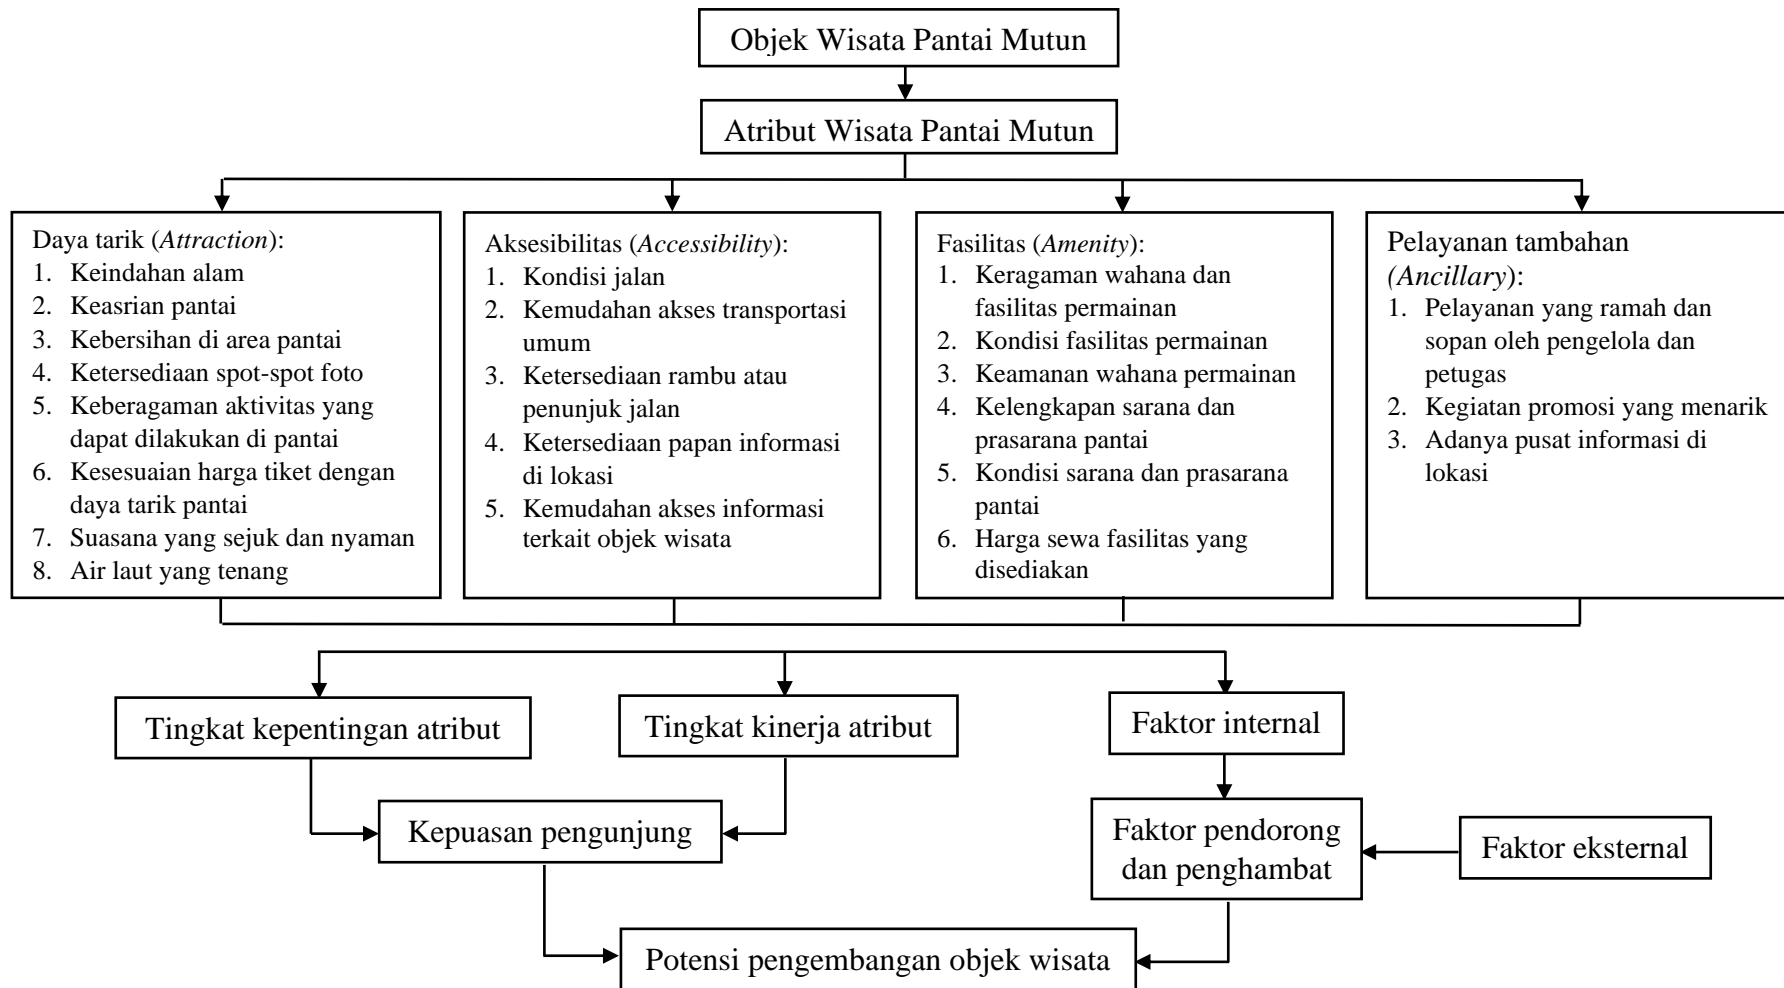 Objek Wisata Pantai Mutun
Atribut Wisata Pantai Mutun
Daya tarik (Attraction):
1. Keindahan alam
2. Keasrian pantai
3. Kebersihan di area pantai
4. Ketersediaan spot-spot foto
5. Keberagaman aktivitas yang
dapat dilakukan di pantai
6. Kesesuaian harga tiket dengan
daya tarik pantai
7. Suasana yang sejuk dan nyaman
8. Air laut yang tenang
Aksesibilitas (Accessibility):
1. Kondisi jalan
2. Kemudahan akses transportasi
umum
3. Ketersediaan rambu atau
penunjuk jalan
4. Ketersediaan papan informasi
di lokasi
5. Kemudahan akses informasi
terkait objek wisata
Fasilitas (Amenity):
1. Keragaman wahana dan
fasilitas permainan
2. Kondisi fasilitas permainan
3. Keamanan wahana permainan
4. Kelengkapan sarana dan
prasarana pantai
5. Kondisi sarana dan prasarana
pantai
6. Harga sewa fasilitas yang
disediakan
Pelayanan tambahan
(Ancillary):
1. Pelayanan yang ramah dan
sopan oleh pengelola dan
petugas
2. Kegiatan promosi yang menarik
3. Adanya pusat informasi di
lokasi
Tingkat kepentingan atribut
Tingkat kinerja atribut
Faktor internal
Kepuasan pengunjung
Faktor pendorong
dan penghambat
Faktor eksternal
Potensi pengembangan objek wisata